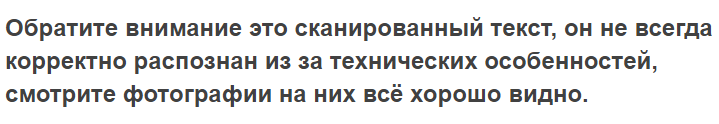 Обратите внимание это сканированный текст, он не всегда
корректно распознан из за технических особенностей,
смотрите фотографии на них всё хорошо видно.